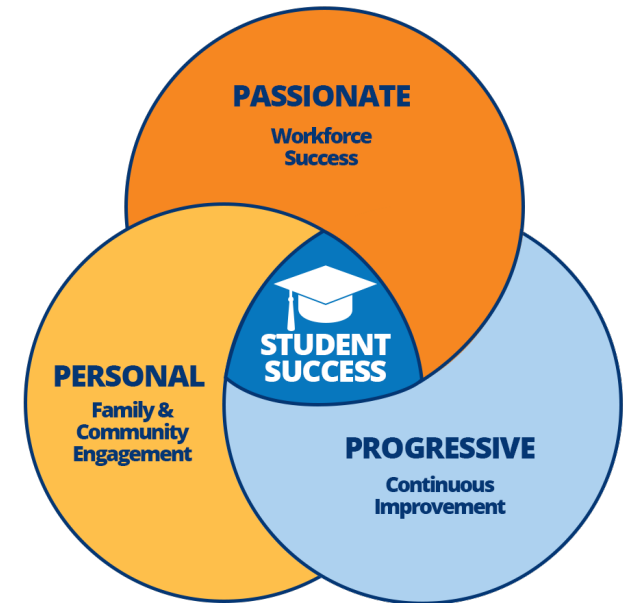 PASSIONATE
Workforce
Success
STUDENT
SUCCESS
PERSONAL
Family &
Community
Engagement
PROGRESSIVE
Continuous
Improvement